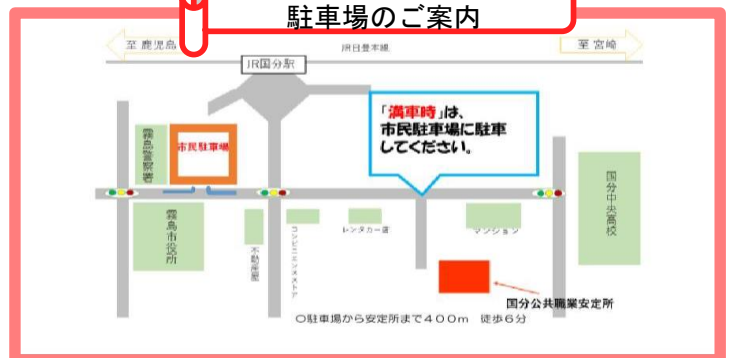 駐車場のご案内
至 鹿児島
JR日豊本線
至 宮崎
JR国分駅
「満車時」は、
市民駐車場に駐車
してください。
霧島警察署
市民駐車場
国分中央高校
霧島市役所
不動産屋
コンビニエンスストア
レンタカー店
マンション
国分公共職業安定所
○駐車場から安定所まで400m 徒歩6分